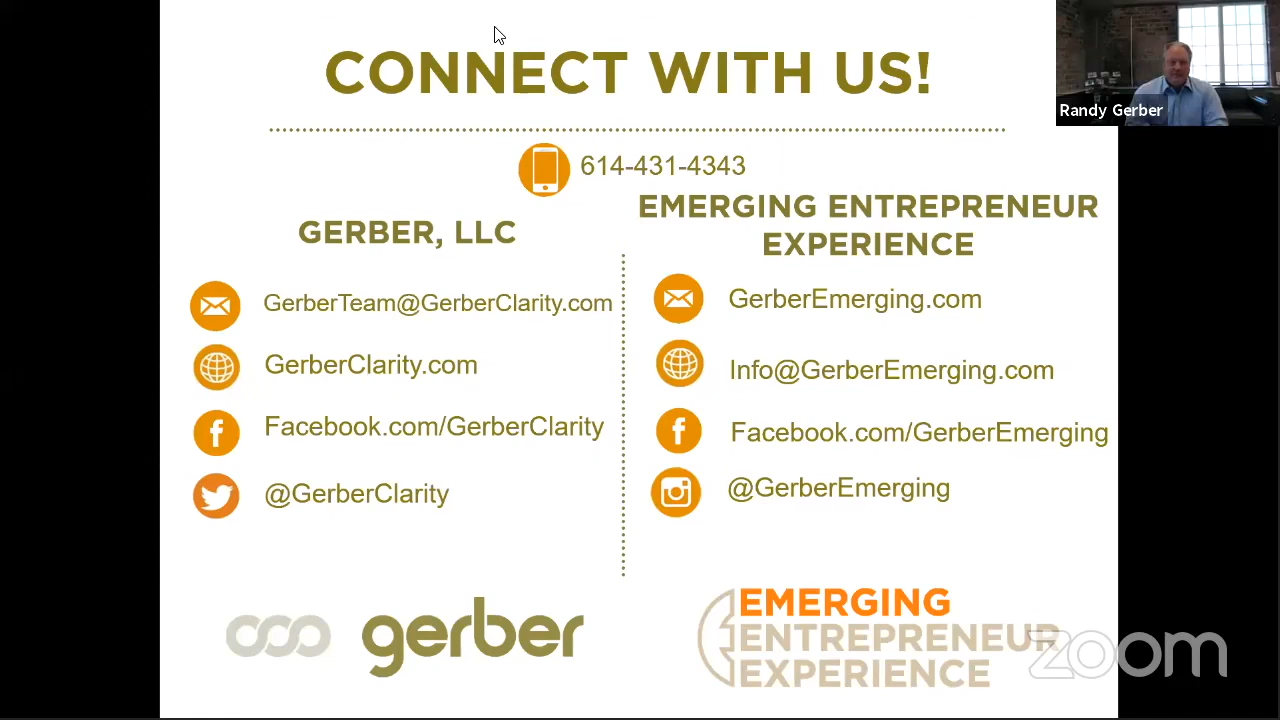 CONNECT WITH US!
Randy Gerber
614-431-4343
GERBER, LLC
GerberTeam@GerberClarity.com
GerberClarity.com
Facebook.com/GerberClarity
@GerberClarity
EMERGING ENTREPRENEUR
EXPERIENCE
GerberEmerging.com
Info@GerberEmerging.com
Facebook.com/GerberEmerging
@GerberEmerging
gerber
EMERGING
ENTREPRENEUR
EXPERIENCE
zoom